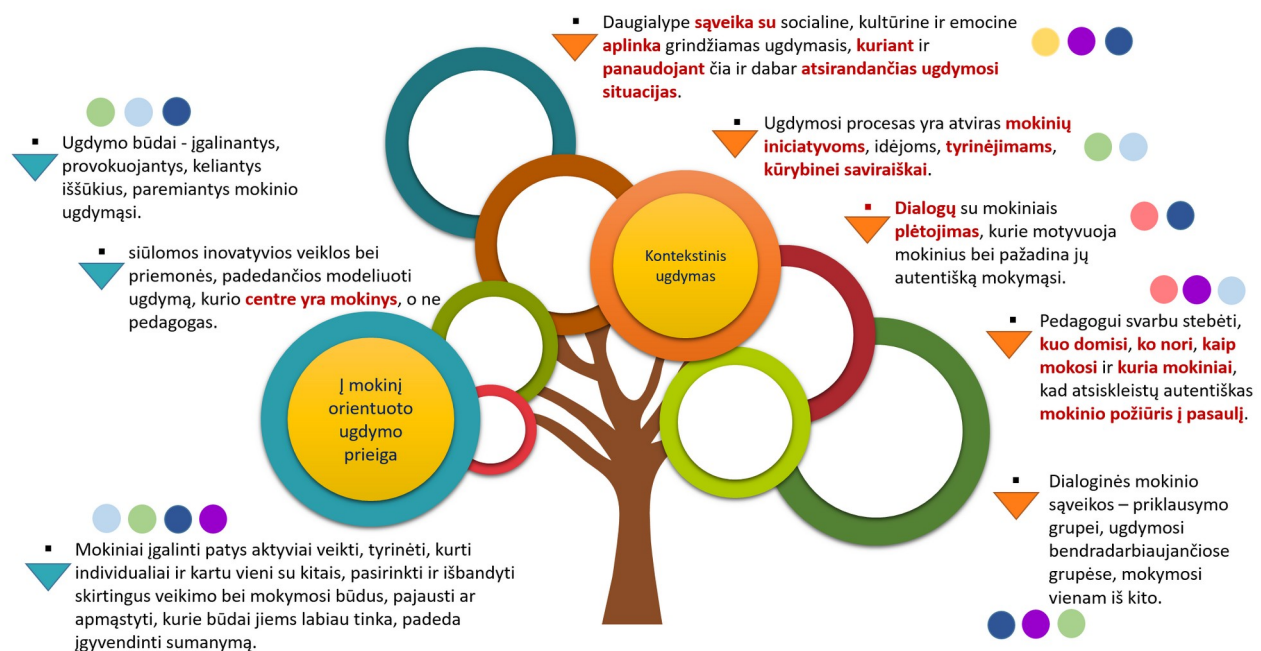 ▪ Daugialype sąveika su socialine, kultūrine ir emocine
aplinka grindžiamas ugdymasis, kuriant ir
panaudojant čia ir dabar atsirandančias ugdymosi
situacijas.
▪ Ugdymo būdai - įgalinantys,
provokuojantys, keliantys
iššūkius, paremiantys mokinio
ugdymąsi.
▪ Ugdymosi procesas yra atviras mokinių
iniciatyvoms, idėjoms, tyrinėjimams,
kūrybinei saviraiškai.
▪ Dialogų su mokiniais
plėtojimas, kurie motyvuoja
mokinius bei pažadina jų
autentišką mokymąsi.
▪ siūlomos inovatyvios veiklos bei
priemonės, padedančios modeliuoti
ugdymą, kurio centre yra mokinys, o ne
pedagogas.
Kontekstinis
ugdymas
▪ Pedagogui svarbu stebėti,
kuo domisi, ko nori, kaip
mokosi ir kuria mokiniai,
kad atsiskleistų autentiškas
mokinio požiūris į pasaulį.
Į mokinį
orientuoto
ugdymo
prieiga
▪ Dialoginės mokinio
sąveikos – priklausymo
grupei, ugdymosi
bendradarbiaujančiose
grupėse, mokymosi
vienam iš kito.
▪ Mokiniai įgalinti patys aktyviai veikti, tyrinėti, kurti
individualiai ir kartu vieni su kitais, pasirinkti ir išbandyti
skirtingus veikimo bei mokymosi būdus, pajausti ar
apmąstyti, kurie būdai jiems labiau tinka, padeda
įgyvendinti sumanymą.